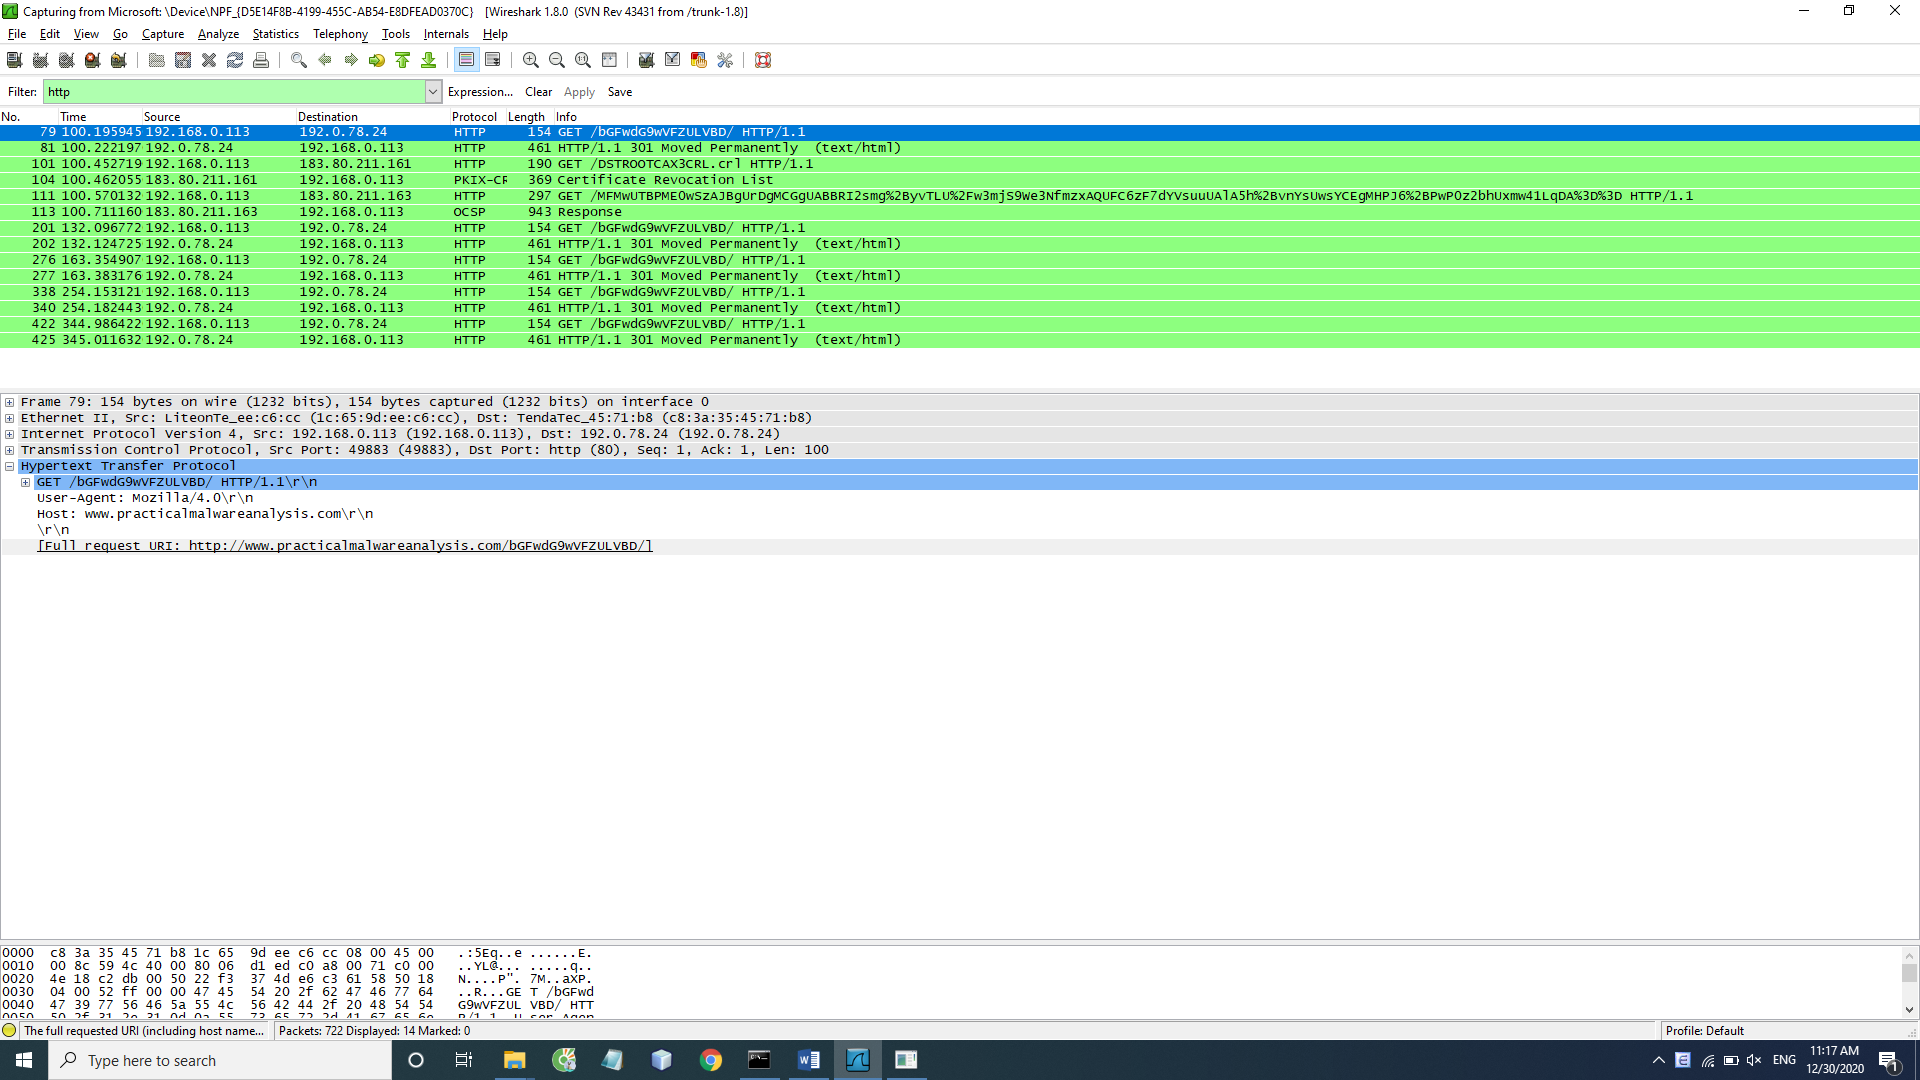 Capturing from Microsoft: \Device\NPF_{D5E14F8B-4199-455C-AB54-E8DFEAD0370C} [Wireshark 1.8.0 (SVN Rev 43431 from /trunk-1.8)]
File Edit View Go Capture Analyze Statistics Telephony Tools Internals Help
Filter: http Expression... Clear Apply Save
No. Time Source Destination Protocol Length Info
79 100.195945 192.168.0.113 192.0.78.24 HTTP 154 GET /bGFwdG9wVFZULVBD/ HTTP/1.1
81 100.222197 192.0.78.24 192.168.0.113 HTTP 461 HTTP/1.1 301 Moved Permanently (text/html)
101 100.452719 192.168.0.113 183.80.211.161 HTTP 190 GET /DSTROOTCAX3CRL.crl HTTP/1.1
104 100.462055 183.80.211.161 192.168.0.113 PKIX-CR 369 Certificate Revocation List
111 100.570132 192.168.0.113 183.80.211.163 HTTP 297 GET /MFMwUTBPME0wSzAJBgUrDgMCGgUABBRI2smg%2ByvTLU%2Fw3mjS9We3NfmzxAQUFC6zF7dYVsuuUAlA5h%2BvnYsUwsYCEgMHPJ6%2BPwP0z2bhUxmw41LqDA%3D%3D HTTP/1.1
113 100.711160 183.80.211.163 192.168.0.113 OCSP 943 Response
201 132.096772 192.168.0.113 192.0.78.24 HTTP 154 GET /bGFwdG9wVFZULVBD/ HTTP/1.1
202 132.124725 192.0.78.24 192.168.0.113 HTTP 461 HTTP/1.1 301 Moved Permanently (text/html)
276 163.354907 192.168.0.113 192.0.78.24 HTTP 154 GET /bGFwdG9wVFZULVBD/ HTTP/1.1
277 163.383176 192.0.78.24 192.168.0.113 HTTP 461 HTTP/1.1 301 Moved Permanently (text/html)
338 254.153121 192.168.0.113 192.0.78.24 HTTP 154 GET /bGFwdG9wVFZULVBD/ HTTP/1.1
340 254.182443 192.0.78.24 192.168.0.113 HTTP 461 HTTP/1.1 301 Moved Permanently (text/html)
422 344.986422 192.168.0.113 192.0.78.24 HTTP 154 GET /bGFwdG9wVFZULVBD/ HTTP/1.1
425 345.011632 192.0.78.24 192.168.0.113 HTTP 461 HTTP/1.1 301 Moved Permanently (text/html)
Frame 79: 154 bytes on wire (1232 bits), 154 bytes captured (1232 bits) on interface 0
Ethernet II, Src: LiteonTe_ee:c6:cc (1c:65:9d:ee:c6:cc), Dst: TendaTec_45:71:b8 (c8:3a:35:45:71:b8)
Internet Protocol Version 4, Src: 192.168.0.113 (192.168.0.113), Dst: 192.0.78.24 (192.0.78.24)
Transmission Control Protocol, Src Port: 49883 (49883), Dst Port: http (80), Seq: 1, Ack: 1, Len: 100
Hypertext Transfer Protocol
GET /bGFwdG9wVFZULVBD/ HTTP/1.1\r\n
User-Agent: Mozilla/4.0\r\n
Host: www.practicalmalwareanalysis.com\r\n
\r\n
[Full request URI: http://www.practicalmalwareanalysis.com/bGFwdG9wVFZULVBD/]
0000 c8 3a 35 45 71 b8 1c 65 9d ee c6 cc 08 00 45 00 .:5Eq..e ......E.
0010 00 8c 59 4c 40 00 80 06 d1 ed c0 a8 00 71 c0 00 ..YL@... .....q..
0020 4e 18 c2 db 00 50 22 f3 37 4d e6 c3 61 58 50 18 N....P". 7M..aXP.
0030 04 00 52 ff 00 00 47 45 54 20 2f 62 47 46 77 64 ..R...GE T /bGFwd
0040 47 39 77 56 46 5a 55 4c 56 42 44 2f 20 48 54 54 G9wVFZUL VBD/ HTT
0050 50 2f 31 2e 31 0d 0a 55 73 65 72 2d 41 67 65 6e P/1.1..U ser-Agen
The full requested URI (including host name... Packets: 722 Displayed: 14 Marked: 0 Profile: Default
Type here to search ENG 11:17 AM
12/30/2020 1